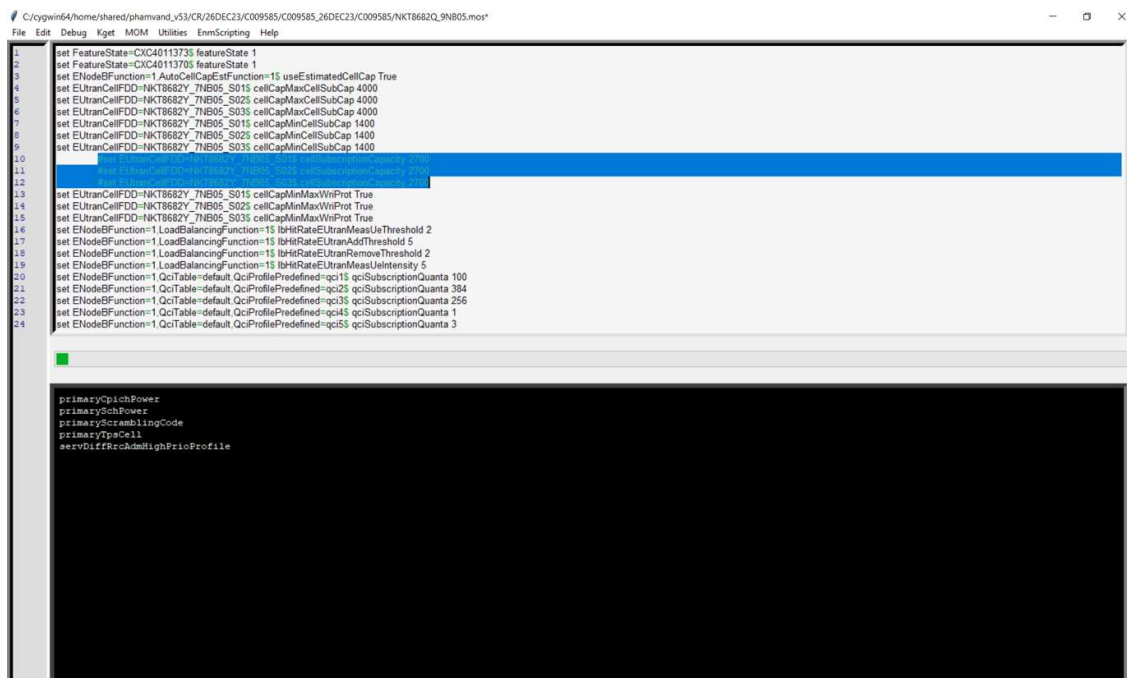 C:/cygwin64/home/shared/phamvand_v53/CR/26DEC23/C009585/C009585_26DEC23/C009585/NKT8682Q_9NB05.mos*
File Edit Debug Kget MOM Utilities EnmScripting Help
1 set FeatureState=CXC4011373$ featureState 1
2 set FeatureState=CXC4011370$ featureState 1
3 set ENodeBFunction=1,AutoCellCapEstFunction=1$ useEstimatedCellCap True
4 set EUtranCellFDD=NKT8682Y_7NB05_S01$ cellCapMaxCellSubCap 4000
5 set EUtranCellFDD=NKT8682Y_7NB05_S02$ cellCapMaxCellSubCap 4000
6 set EUtranCellFDD=NKT8682Y_7NB05_S03$ cellCapMaxCellSubCap 4000
7 set EUtranCellFDD=NKT8682Y_7NB05_S01$ cellCapMinCellSubCap 1400
8 set EUtranCellFDD=NKT8682Y_7NB05_S02$ cellCapMinCellSubCap 1400
9 set EUtranCellFDD=NKT8682Y_7NB05_S03$ cellCapMinCellSubCap 1400
10 #set EUtranCellFDD=NKT8682Y_7NB05_S01$ cellSubscriptionCapacity 2700
11 #set EUtranCellFDD=NKT8682Y_7NB05_S02$ cellSubscriptionCapacity 2700
12 #set EUtranCellFDD=NKT8682Y_7NB05_S03$ cellSubscriptionCapacity 2700
13 set EUtranCellFDD=NKT8682Y_7NB05_S01$ cellCapMinMaxWriProt True
14 set EUtranCellFDD=NKT8682Y_7NB05_S02$ cellCapMinMaxWriProt True
15 set EUtranCellFDD=NKT8682Y_7NB05_S03$ cellCapMinMaxWriProt True
16 set ENodeBFunction=1,LoadBalancingFunction=1$ lbHitRateEUtranMeasUeThreshold 2
17 set ENodeBFunction=1,LoadBalancingFunction=1$ lbHitRateEUtranAddThreshold 5
18 set ENodeBFunction=1,LoadBalancingFunction=1$ lbHitRateEUtranRemoveThreshold 2
19 set ENodeBFunction=1,LoadBalancingFunction=1$ lbHitRateEUtranMeasUeIntensity 5
20 set ENodeBFunction=1,QciTable=default,QciProfilePredefined=qci1$ qciSubscriptionQuanta 100
21 set ENodeBFunction=1,QciTable=default,QciProfilePredefined=qci2$ qciSubscriptionQuanta 384
22 set ENodeBFunction=1,QciTable=default,QciProfilePredefined=qci3$ qciSubscriptionQuanta 256
23 set ENodeBFunction=1,QciTable=default,QciProfilePredefined=qci4$ qciSubscriptionQuanta 1
24 set ENodeBFunction=1,QciTable=default,QciProfilePredefined=qci5$ qciSubscriptionQuanta 3
primaryCpichPower
primarySchPower
primaryScramblingCode
primaryTpsCell
servDiffRrcAdmHighPrioProfile